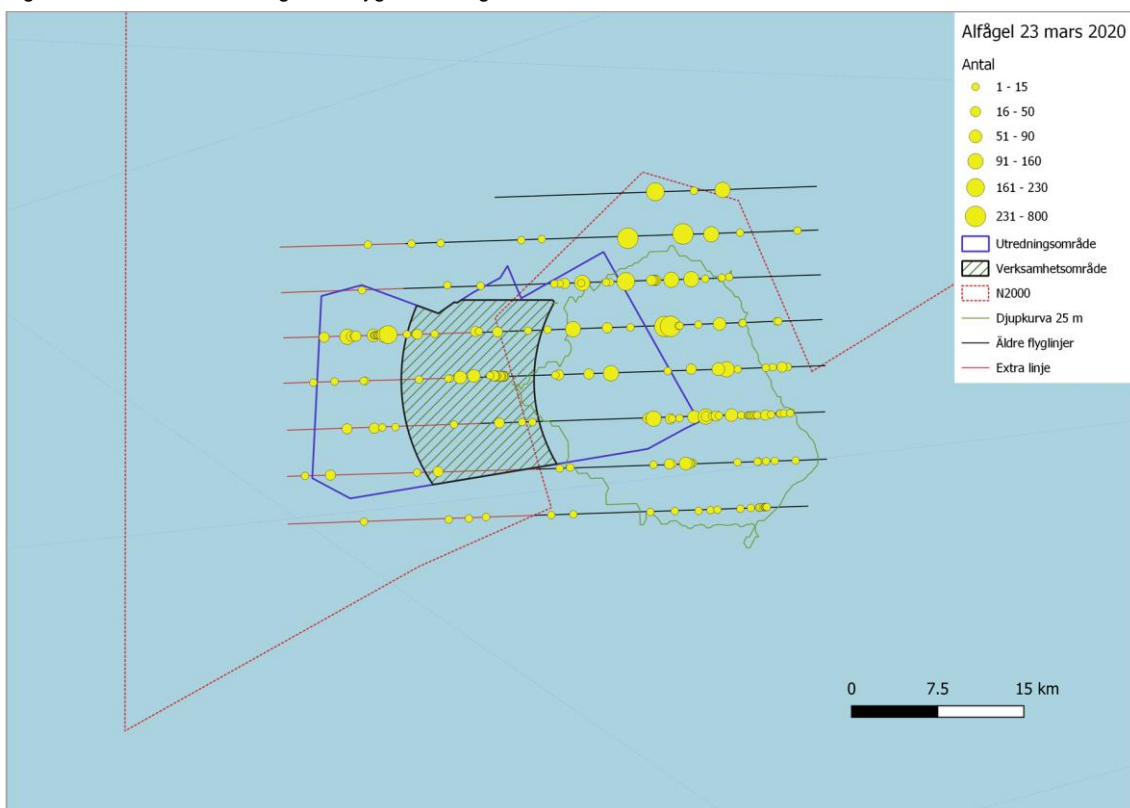 Alfågel 23 mars 2020
Antal
1 - 15
16 - 50
51 - 90
91 - 160
161 - 230
231 - 800
Utredningsområde
Verksamhetsområde
N2000
Djupkurva 25 m
Äldre flyglinjer
Extra linje
0 7.5 15 km